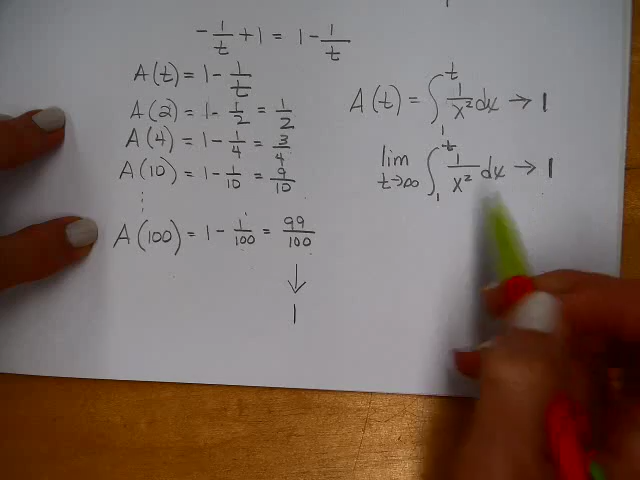 -1/t + 1 = 1 - 1/t
A(t) = 1 - 1/t
A(2) = 1 - 1/2 = 1/2
A(4) = 1 - 1/4 = 3/4
A(10) = 1 - 1/10 = 9/10
⋮
A(100) = 1 - 1/100 = 99/100
↓
1
A(t) = ∫₁ᵗ 1/x² dx → 1
lim t→∞ ∫₁ᵗ 1/x² dx → 1